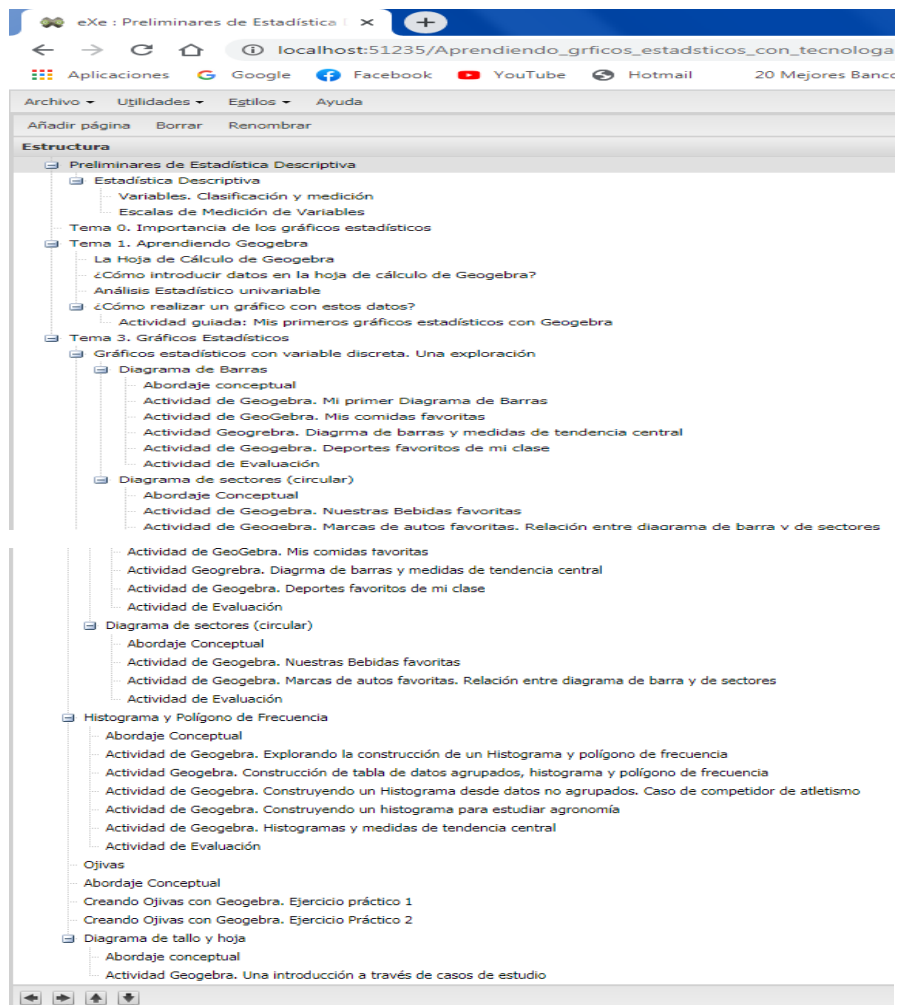 eXe : Preliminares de Estadística
localhost:51235/Aprendiendo_grficos_estadsticos_con_tecnologa
Aplicaciones Google Facebook YouTube Hotmail 20 Mejores Banco
Archivo Utilidades Estilos Ayuda
Añadir página Borrar Renombrar
Estructura
Preliminares de Estadística Descriptiva
Estadística Descriptiva
Variables. Clasificación y medición
Escalas de Medición de Variables
Tema 0. Importancia de los gráficos estadísticos
Tema 1. Aprendiendo Geogebra
La Hoja de Cálculo de Geogebra
¿Cómo introducir datos en la hoja de cálculo de Geogebra?
Análisis Estadístico univariable
¿Cómo realizar un gráfico con estos datos?
Actividad guiada: Mis primeros gráficos estadísticos con Geogebra
Tema 3. Gráficos Estadísticos
Gráficos estadísticos con variable discreta. Una exploración
Diagrama de Barras
Abordaje conceptual
Actividad de Geogebra. Mi primer Diagrama de Barras
Actividad de GeoGebra. Mis comidas favoritas
Actividad Geogrebra. Diagrma de barras y medidas de tendencia central
Actividad de Geogebra. Deportes favoritos de mi clase
Actividad de Evaluación
Diagrama de sectores (circular)
Abordaje Conceptual
Actividad de Geogebra. Nuestras Bebidas favoritas
Actividad de Geogebra. Marcas de autos favoritas. Relación entre diagrama de barra y de sectores
Actividad de GeoGebra. Mis comidas favoritas
Actividad Geogrebra. Diagrma de barras y medidas de tendencia central
Actividad de Geogebra. Deportes favoritos de mi clase
Actividad de Evaluación
Diagrama de sectores (circular)
Abordaje Conceptual
Actividad de Geogebra. Nuestras Bebidas favoritas
Actividad de Geogebra. Marcas de autos favoritas. Relación entre diagrama de barra y de sectores
Actividad de Evaluación
Histograma y Polígono de Frecuencia
Abordaje Conceptual
Actividad de Geogebra. Explorando la construcción de un Histograma y polígono de frecuencia
Actividad Geogebra. Construcción de tabla de datos agrupados, histograma y polígono de frecuencia
Actividad de Geogebra. Construyendo un Histograma desde datos no agrupados. Caso de competidor de atletismo
Actividad de Geogebra. Construyendo un histograma para estudiar agronomía
Actividad de Geogebra. Histogramas y medidas de tendencia central
Actividad de Evaluación
Ojivas
Abordaje Conceptual
Creando Ojivas con Geogebra. Ejercicio práctico 1
Creando Ojivas con Geogebra. Ejercicio Práctico 2
Diagrama de tallo y hoja
Abordaje conceptual
Actividad Geogebra. Una introducción a través de casos de estudio